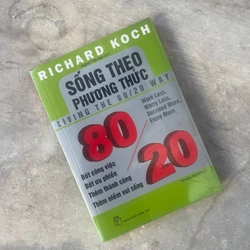 RICHARD KOCH
SỐNG THEO
PHƯƠNG THỨC
LIVING THE 80/20 WAY
Work Less,
Worry Less,
Succeed More,
Enjoy More
80/20
Bớt công việc
Bớt ưu phiền
Thêm thành công
Thêm niềm vui sống